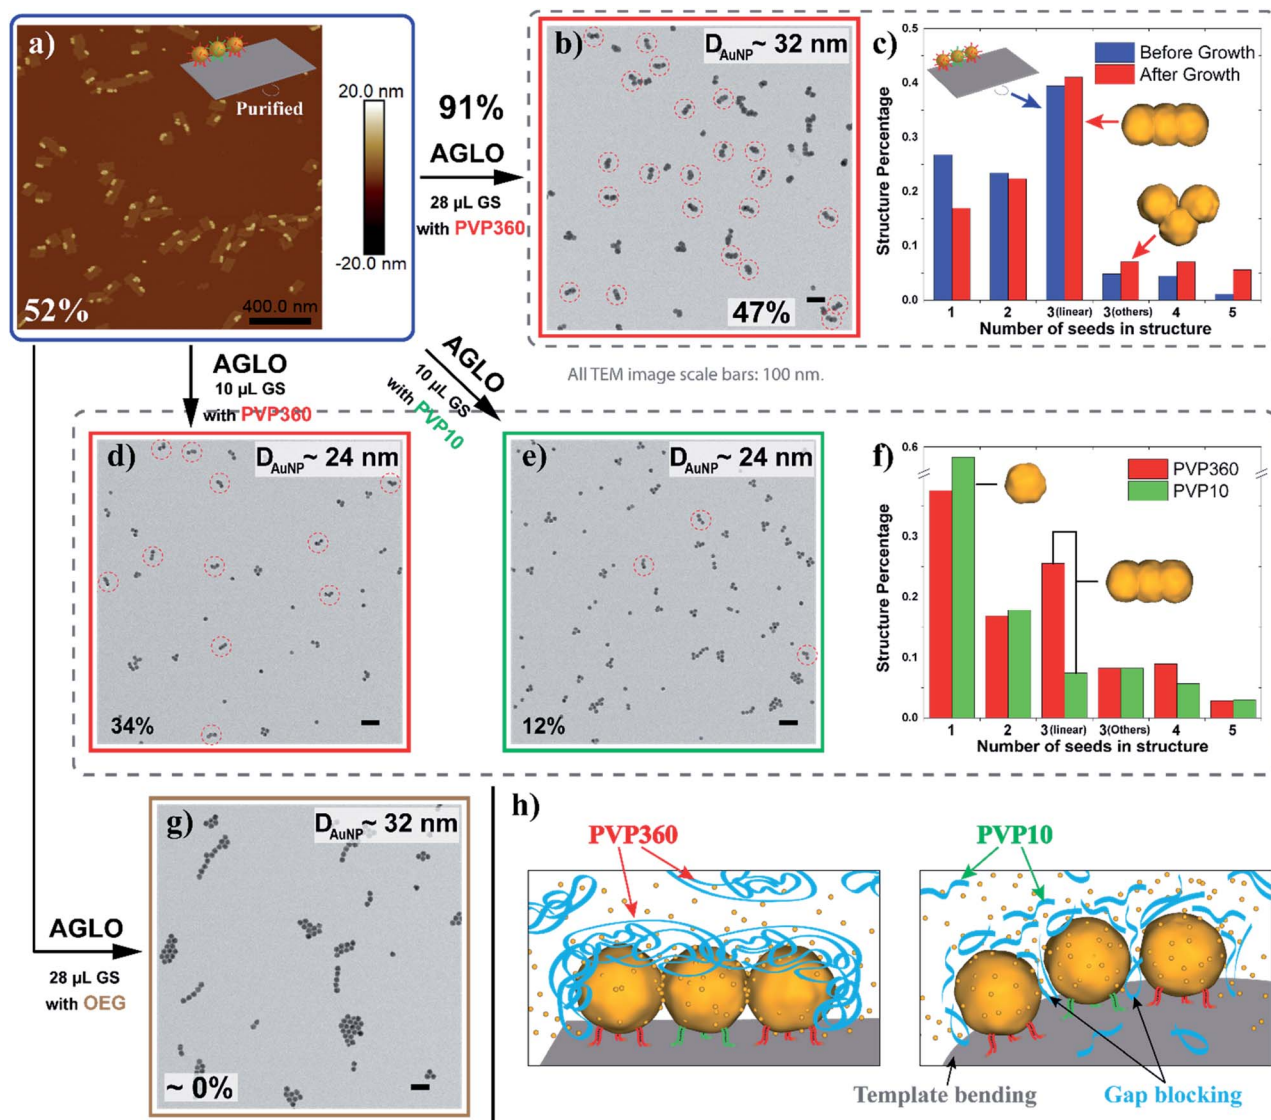 a)
Purified
20.0 nm
-20.0 nm
52%
400.0 nm
91%
AGLO
28 µL GS
with PVP360
b)
D_AuNP ~ 32 nm
47%
c)
Before Growth
After Growth
Structure Percentage
0.5
0.4
0.3
0.2
0.1
0.0
1 2 3(linear) 3(others) 4 5
Number of seeds in structure
All TEM image scale bars: 100 nm.
AGLO
10 µL GS
with PVP360
AGLO
10 µL GS
with PVP10
d)
D_AuNP ~ 24 nm
34%
e)
D_AuNP ~ 24 nm
12%
f)
PVP360
PVP10
Structure Percentage
0.6
0.3
0.2
0.1
0.0
1 2 3(linear) 3(Others) 4 5
Number of seeds in structure
AGLO
28 µL GS
with OEG
g)
D_AuNP ~ 32 nm
~ 0%
h)
PVP360
PVP10
Template bending
Gap blocking